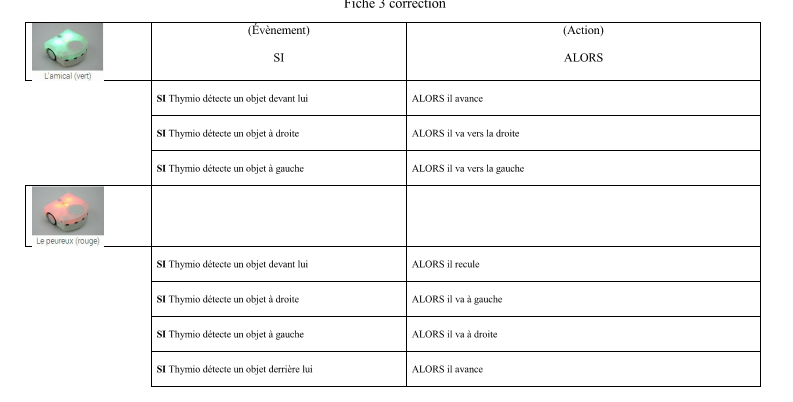 Fiche 3 correction
(Évènement)
(Action)
SI
ALORS
L'amical (vert)
SI Thymio détecte un objet devant lui
ALORS il avance
SI Thymio détecte un objet à droite
ALORS il va vers la droite
SI Thymio détecte un objet à gauche
ALORS il va vers la gauche
Le peureux (rouge)
SI Thymio détecte un objet devant lui
ALORS il recule
SI Thymio détecte un objet à droite
ALORS il va à gauche
SI Thymio détecte un objet à gauche
ALORS il va à droite
SI Thymio détecte un objet derrière lui
ALORS il avance